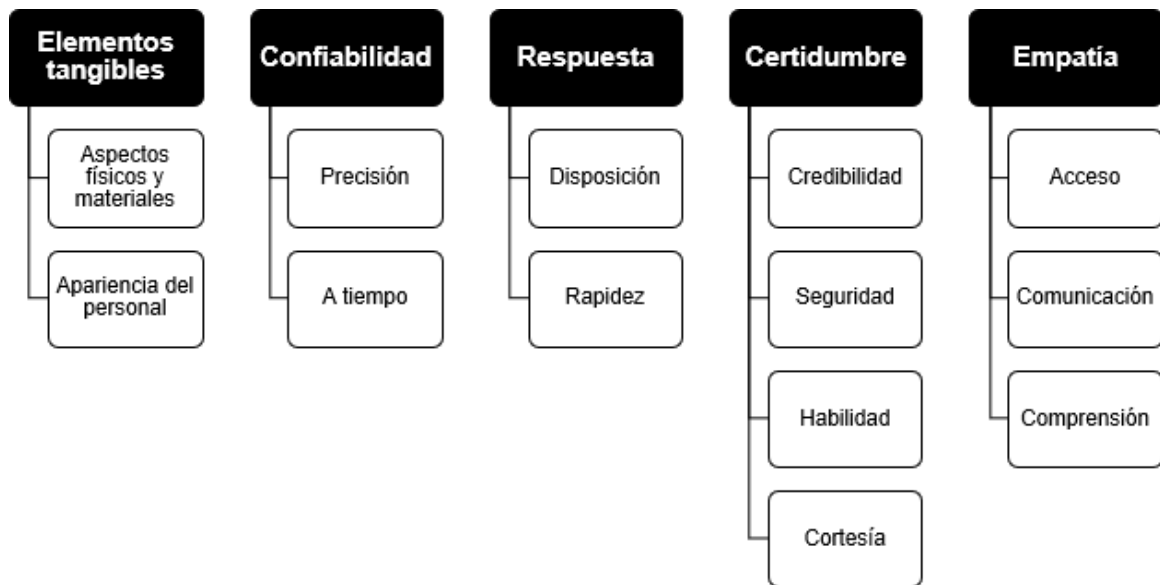 Elementos
tangibles
Aspectos
físicos y
materiales
Apariencia del
personal
Confiabilidad
Precisión
A tiempo
Respuesta
Disposición
Rapidez
Certidumbre
Credibilidad
Seguridad
Habilidad
Cortesía
Empatía
Acceso
Comunicación
Comprensión